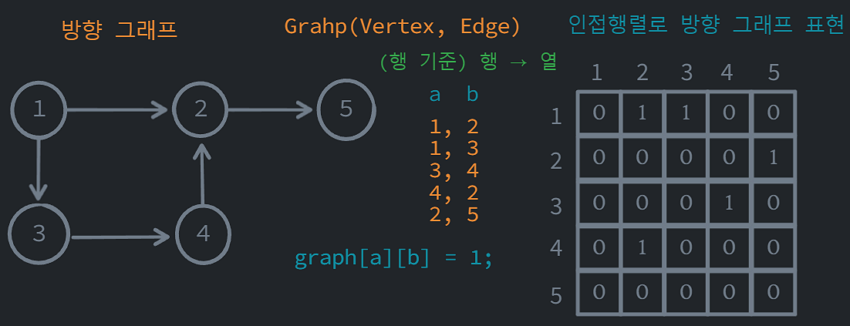 방향 그래프
Grahp(Vertex, Edge)
인접행렬로 방향 그래프 표현
(행 기준) 행 → 열
a b
1, 2
1, 3
3, 4
4, 2
2, 5
graph[a][b] = 1;
1 2 5
3 4
1 2 3 4 5
1 0 1 1 0 0
2 0 0 0 0 1
3 0 0 0 1 0
4 0 1 0 0 0
5 0 0 0 0 0